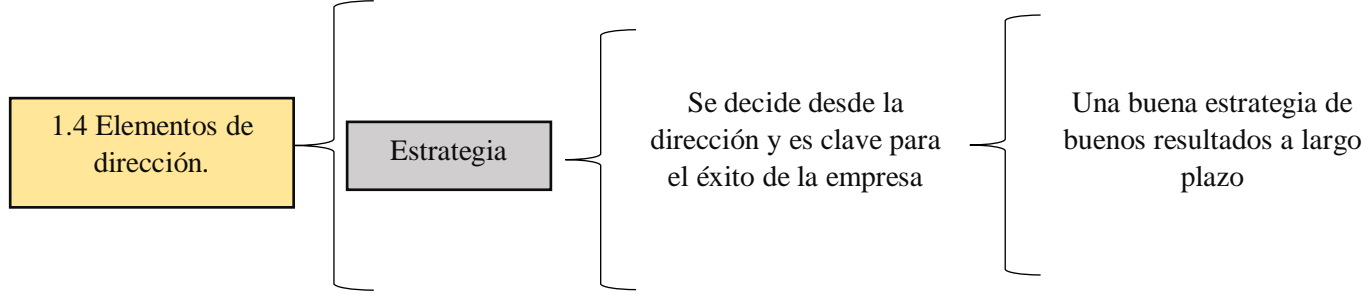 1.4 Elementos de
dirección.
Estrategia
Se decide desde la
dirección y es clave para
el éxito de la empresa
Una buena estrategia de
buenos resultados a largo
plazo